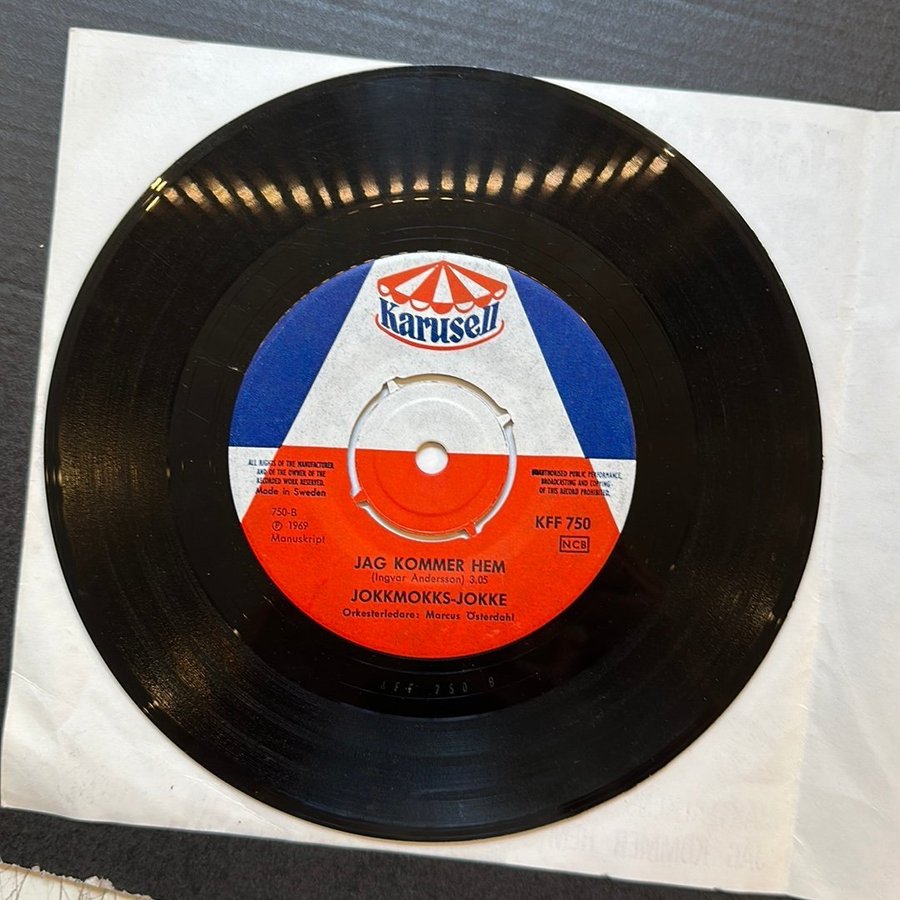 Karusell
ALL RIGHTS OF THE MANUFACTURER
AND OF THE OWNER OF THE
RECORDED WORK RESERVED.
Made in Sweden
UNAUTHORISED PUBLIC PERFORMANCE,
BROADCASTING AND COPYING
OF THIS RECORD PROHIBITED.
750-B
℗ 1969
Manuskript
KFF 750
NCB
JAG KOMMER HEM
(Ingvar Andersson) 3.05
JOKKMOKKS-JOKKE
Orkesterledare: Marcus Österdahl
KFF 750 B
KOMMER